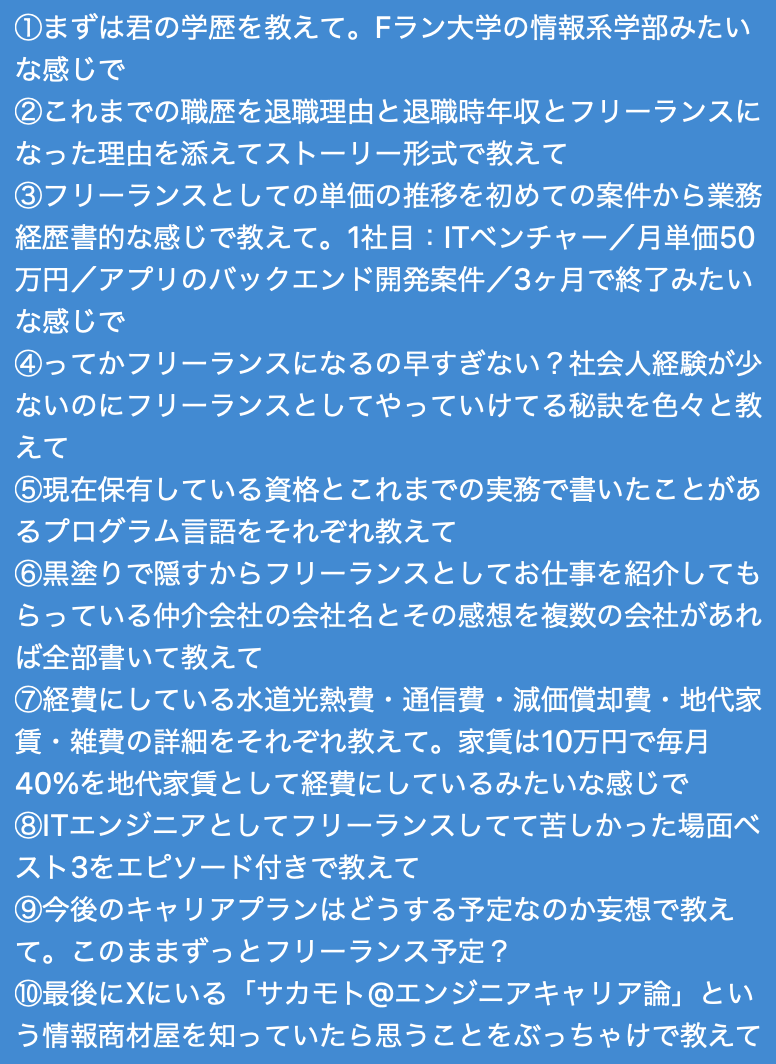 ①まずは君の学歴を教えて。Fラン大学の情報系学部みたい
な感じで
②これまでの職歴を退職理由と退職時年収とフリーランスに
なった理由を添えてストーリー形式で教えて
③フリーランスとしての単価の推移を初めての案件から業務
経歴書的な感じで教えて。1社目：ITベンチャー／月単価50
万円／アプリのバックエンド開発案件／3ヶ月で終了みたい
な感じで
④ってかフリーランスになるの早すぎない？社会人経験が少
ないのにフリーランスとしてやっていけてる秘訣を色々と教
えて
⑤現在保有している資格とこれまでの実務で書いたことがあ
るプログラム言語をそれぞれ教えて
⑥黒塗りで隠すからフリーランスとしてお仕事を紹介しても
らっている仲介会社の会社名とその感想を複数の会社があれ
ば全部書いて教えて
⑦経費にしている水道光熱費・通信費・減価償却費・地代家
賃・雑費の詳細をそれぞれ教えて。家賃は10万円で毎月
40%を地代家賃として経費にしているみたいな感じで
⑧ITエンジニアとしてフリーランスしてて苦しかった場面ベ
スト3をエピソード付きで教えて
⑨今後のキャリアプランはどうする予定なのか妄想で教え
て。このままずっとフリーランス予定？
⑩最後にXにいる「サカモト@エンジニアキャリア論」とい
う情報商材屋を知っていたら思うことをぶっちゃけで教えて